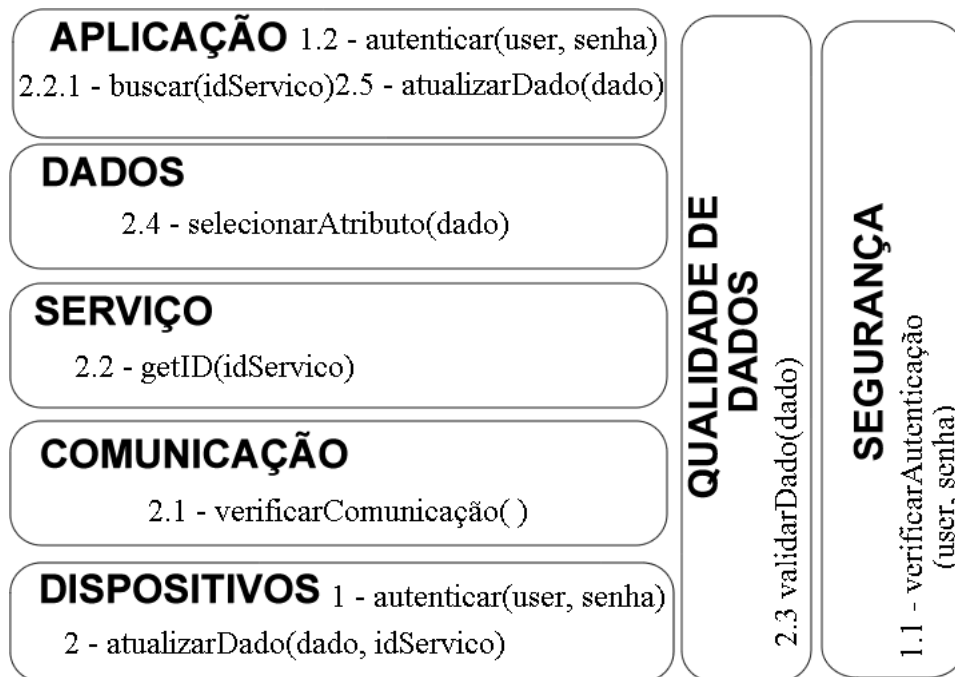 APLICAÇÃO 1.2 - autenticar(user, senha)
2.2.1 - buscar(idServico)2.5 - atualizarDado(dado)
DADOS
2.4 - selecionarAtributo(dado)
SERVIÇO
2.2 - getID(idServico)
COMUNICAÇÃO
2.1 - verificarComunicação( )
DISPOSITIVOS 1 - autenticar(user, senha)
2 - atualizarDado(dado, idServico)
QUALIDADE DE
DADOS
2.3 validarDado(dado)
SEGURANÇA
1.1 - verificarAutenticação
(user, senha)